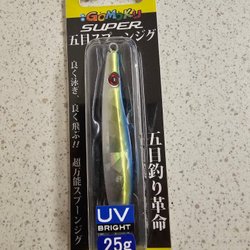 GOMOKU
SUPER
五目スプーンジグ
良く泳ぎ、良く飛ぶ!!
超万能スプーンジグ
五目釣り革命
UV
BRIGHT
25g